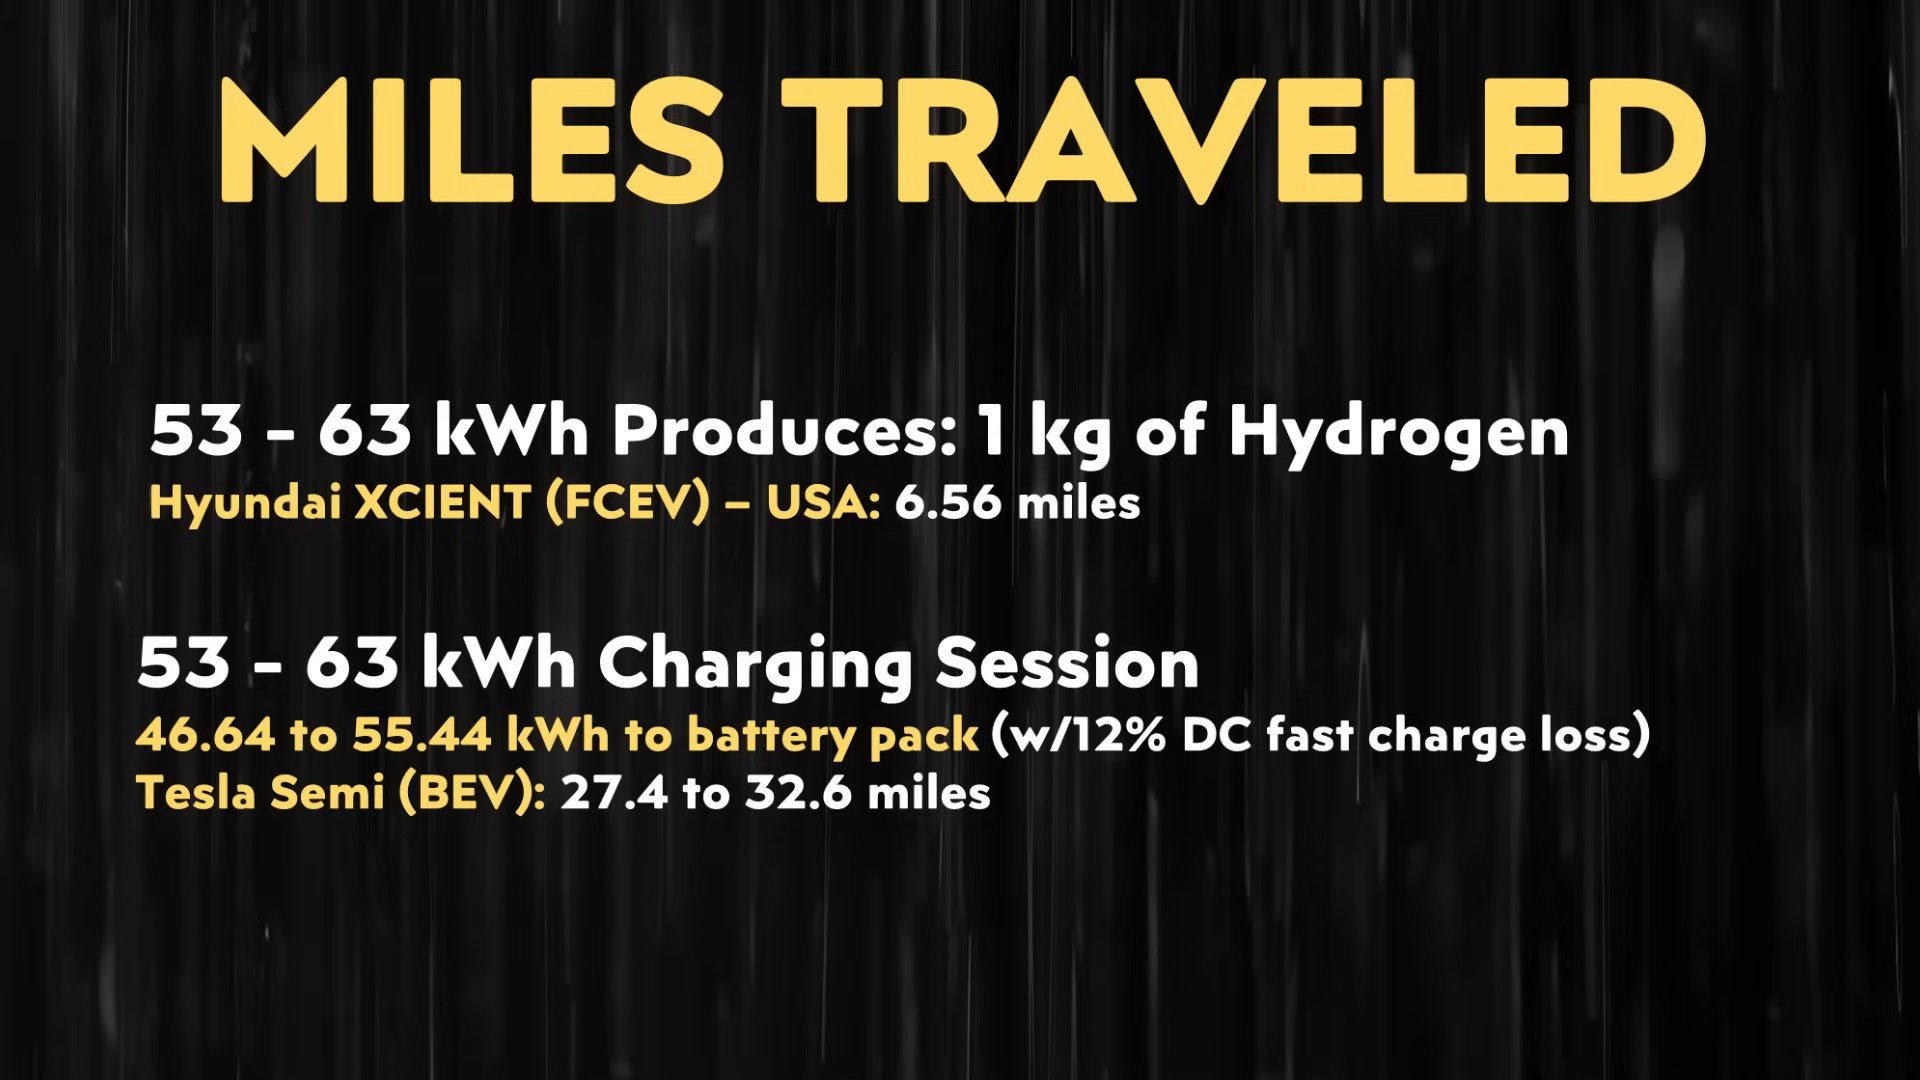 MILES TRAVELED
53 - 63 kWh Produces: 1 kg of Hydrogen
Hyundai XCIENT (FCEV) – USA: 6.56 miles
53 - 63 kWh Charging Session
46.64 to 55.44 kWh to battery pack (w/12% DC fast charge loss)
Tesla Semi (BEV): 27.4 to 32.6 miles